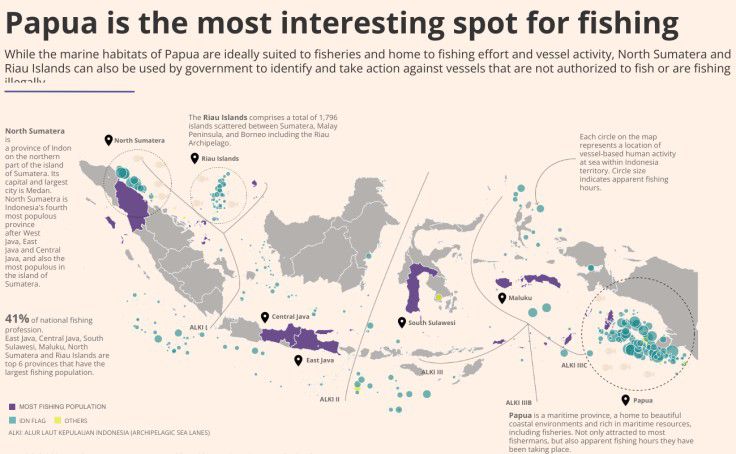 Papua is the most interesting spot for fishing
While the marine habitats of Papua are ideally suited to fisheries and home to fishing effort and vessel activity, North Sumatera and
Riau Islands can also be used by government to identify and take action against vessels that are not authorized to fish or are fishing
illegally
North Sumatera
is
a province of Indon
on the northern
part of the island
of Sumatera. Its
capital and largest
city is Medan.
North Sumaetra is
Indonesia's fourth
most populous
province
after West
Java, East
Java and Central
Java, and also the
most populous in
the island of
Sumatera.
41% of national fishing
profession.
East Java, Central Java, South
Sulawesi, Maluku, North
Sumatera and Riau Islands are
top 6 provinces that have the
largest fishing population.
The Riau Islands comprises a total of 1,796
islands scattered between Sumatera, Malay
Peninsula, and Borneo including the Riau
Archipelago.
North Sumatera
Riau Islands
Each circle on the map
represents a location of
vessel-based human activity
at sea within Indonesia
territory. Circle size
indicates apparent fishing
hours.
Maluku
Central Java
South Sulawesi
East Java
ALKI I
ALKI II
ALKI III
ALKI IIIB
ALKI IIIC
Papua
Papua is a maritime province, a home to beautiful
coastal environments and rich in maritime resources,
including fisheries. Not only attracted to most
fishermen, but also apparent fishing hours they have
been taking place.
MOST FISHING POPULATION
IDN FLAG OTHERS
ALKI: ALUR LAUT KEPULAUAN INDONESIA (ARCHIPELAGIC SEA LANES)